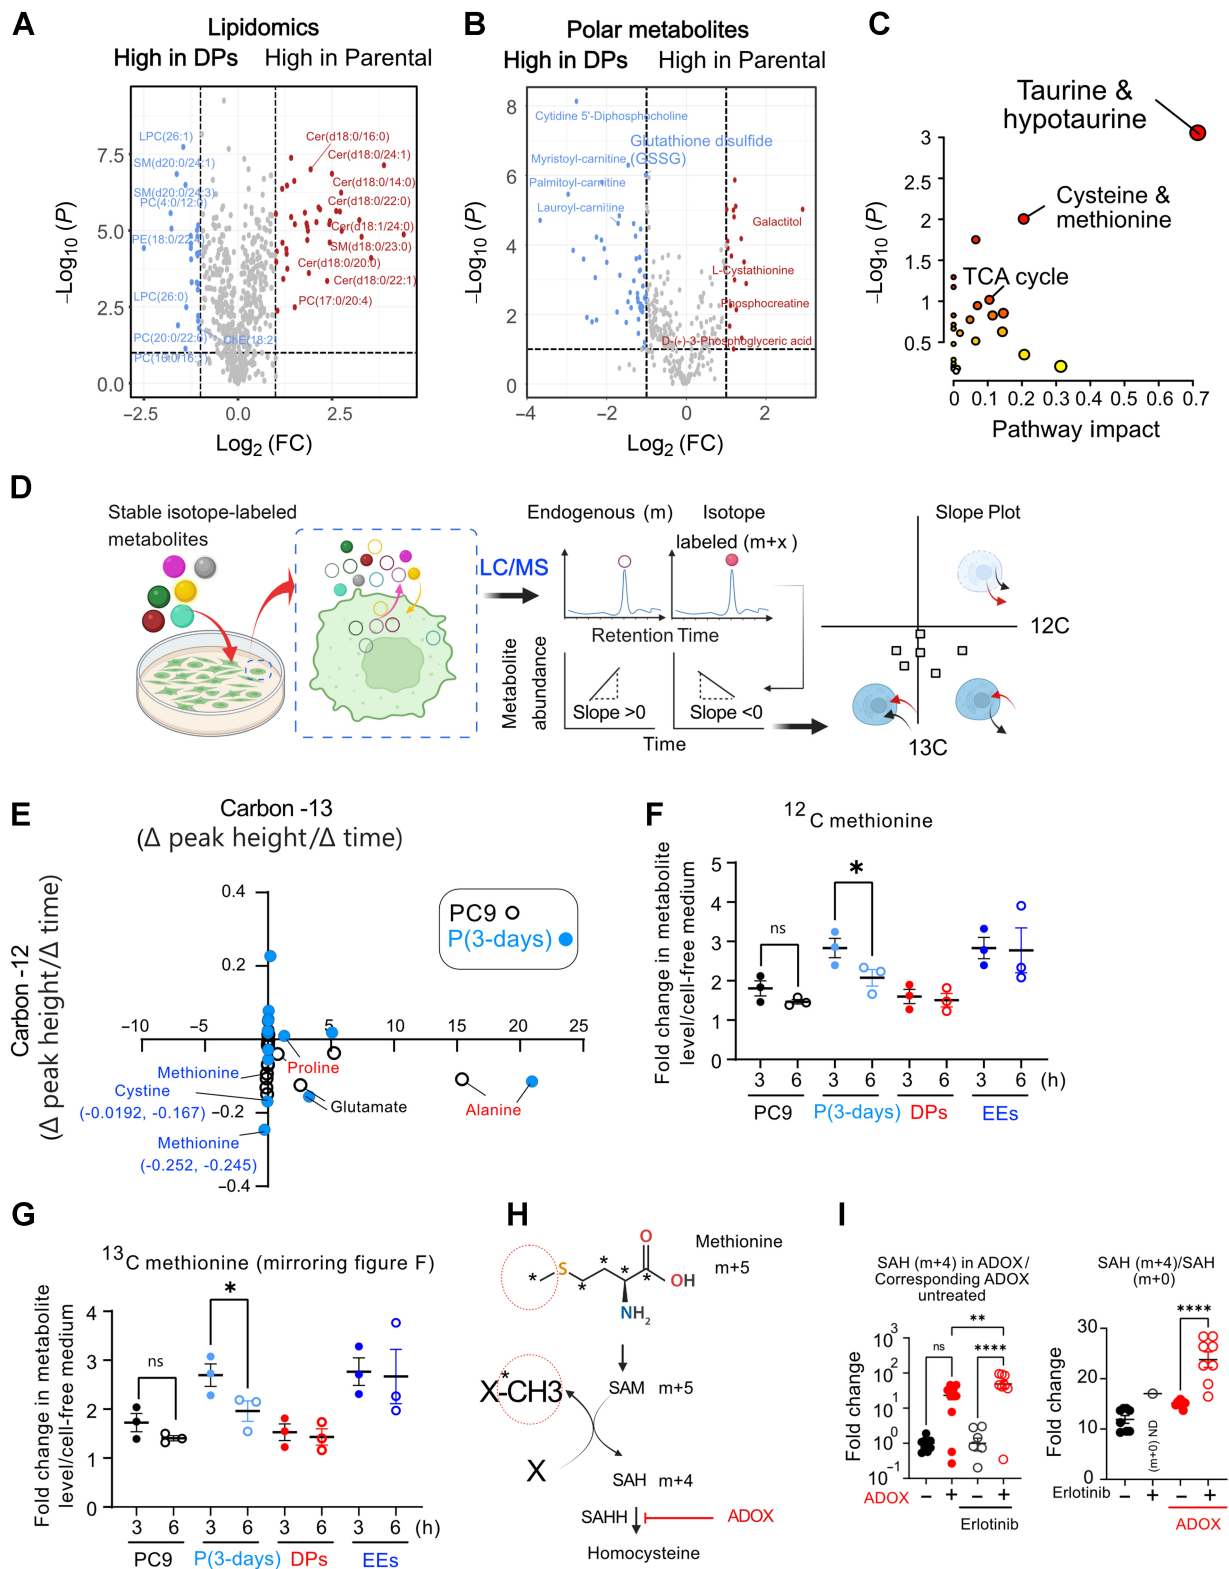 A
Lipidomics
High in DPs High in Parental
LPC(26:1)
SM(d20:0/24:1)
SM(d20:0/24:3)
PC(4:0/12:0)
LPC(26:0)
Cer(d18:0/16:0)
Cer(d18:0/24:1)
Cer(d18:0/14:0)
Cer(d18:0/22:0)
Cer(d18:1/24:0)
SM(d18:0/23:0)
Cer(d18:0/20:0)
Cer(d18:0/22:1)
PC(17:0/20:4)
7.5
5.0
2.5
0.0
−Log10 (P)
−2.5 0.0 2.5
Log2 (FC)
B
Polar metabolites
High in DPs High in Parental
Cytidine 5'-Diphosphocholine
Glutathione disulfide
(GSSG)
Myristoyl-carnitine
Palmitoyl-carnitine
Lauroyl-carnitine
Galactitol
L-Cystathionine
Phosphocreatine
D-(-)-3-Phosphoglyceric acid
8
6
4
2
0
−Log10 (P)
−4 −2 0 2
Log2 (FC)
C
Taurine &
hypotaurine
Cysteine &
methionine
TCA cycle
3
2.5
2
1.5
1
0.5
−Log10 (P)
0 0.1 0.2 0.3 0.4 0.5 0.6 0.7
Pathway impact
D
Stable isotope-labeled
metabolites
LC/MS
Endogenous (m)
Isotope
labeled (m+x )
Retention Time
Metabolite
abundance
Slope >0
Slope <0
Time
Slope Plot
12C
13C
E
Carbon -13
(Δ peak height/Δ time)
Carbon -12
(Δ peak height/Δ time)
0.4
0.2
−0.2
−0.4
−10 −5 5 10 15 20 25
PC9
P(3-days)
Proline
Methionine
Cystine
(-0.0192, -0.167)
Methionine
(-0.252, -0.245)
Glutamate
Alanine
F
12C methionine
Fold change in metabolite
level/cell-free medium
5
4
3
2
1
0
ns
*
3 6 3 6 3 6 3 6 (h)
PC9 P(3-days) DPs EEs
G
13C methionine (mirroring figure F)
Fold change in metabolite
level/cell-free medium
4
3
2
1
0
ns
*
3 6 3 6 3 6 3 6 (h)
PC9 P(3-days) DPs EEs
H
Methionine
m+5
O
* S * * * * OH
NH2
SAM m+5
*
X-CH3
X
SAH m+4
SAHH ADOX
Homocysteine
I
SAH (m+4) in ADOX/
Corresponding ADOX
untreated
Fold change
10^3
10^2
10^1
10^0
10^−1
ns
**
****
ADOX − + − +
Erlotinib
SAH (m+4)/SAH
(m+0)
Fold change
30
20
10
0
****
(m+0) ND
Erlotinib − + − +
ADOX